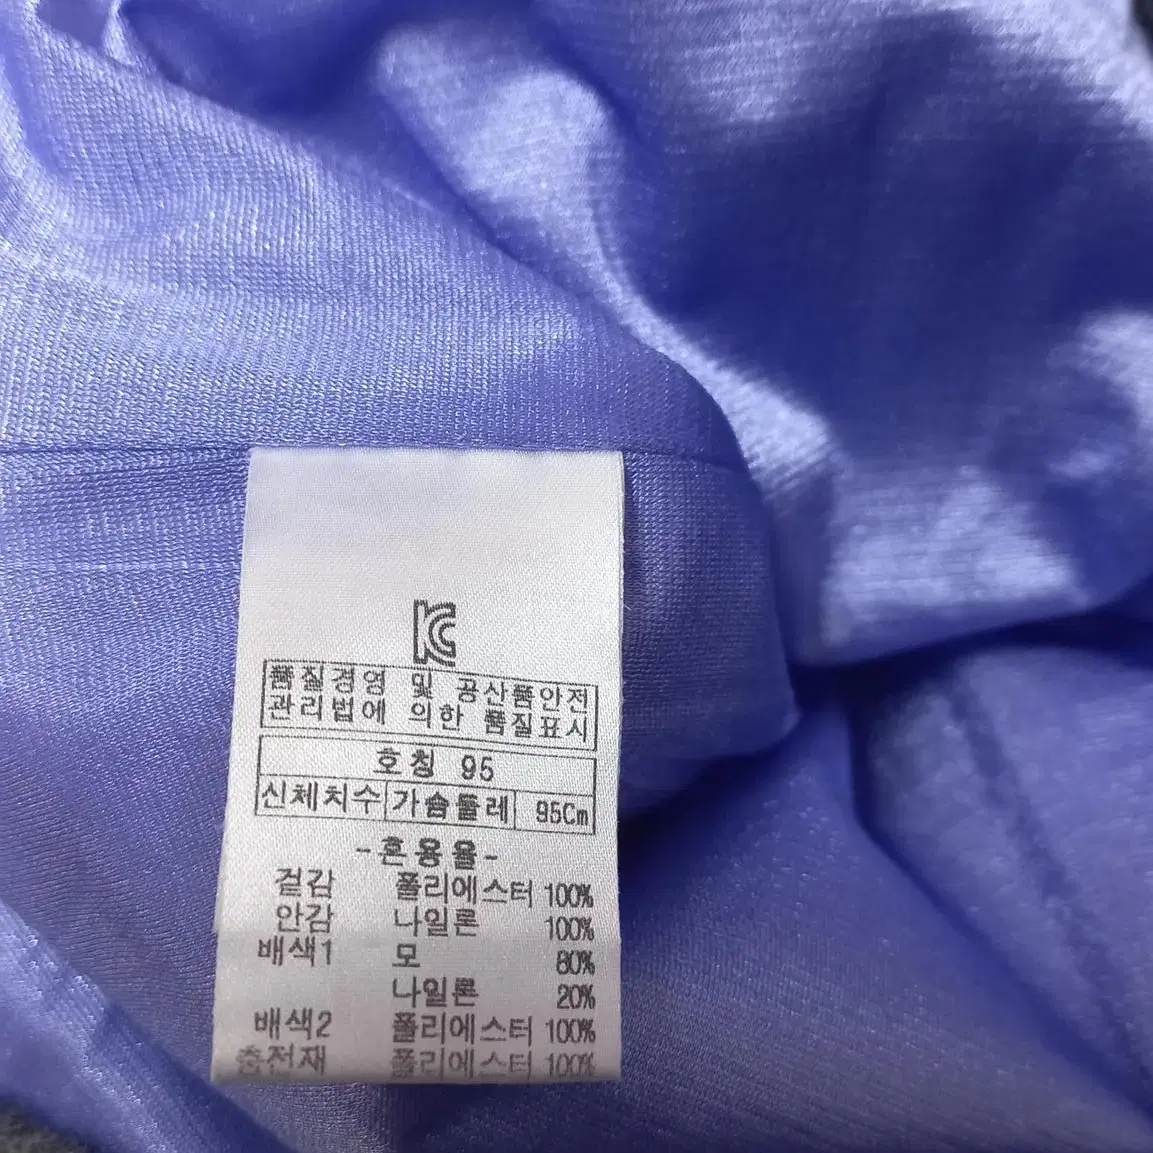 KC
품질경영 및 공산품안전
관리법에 의한 품질표시
호칭 95
신체치수 가슴둘레 95Cm
-혼용율-
겉감 폴리에스터 100%
안감 나일론 100%
배색1 모 80%
나일론 20%
배색2 폴리에스터 100%
충전재 폴리에스터 100%